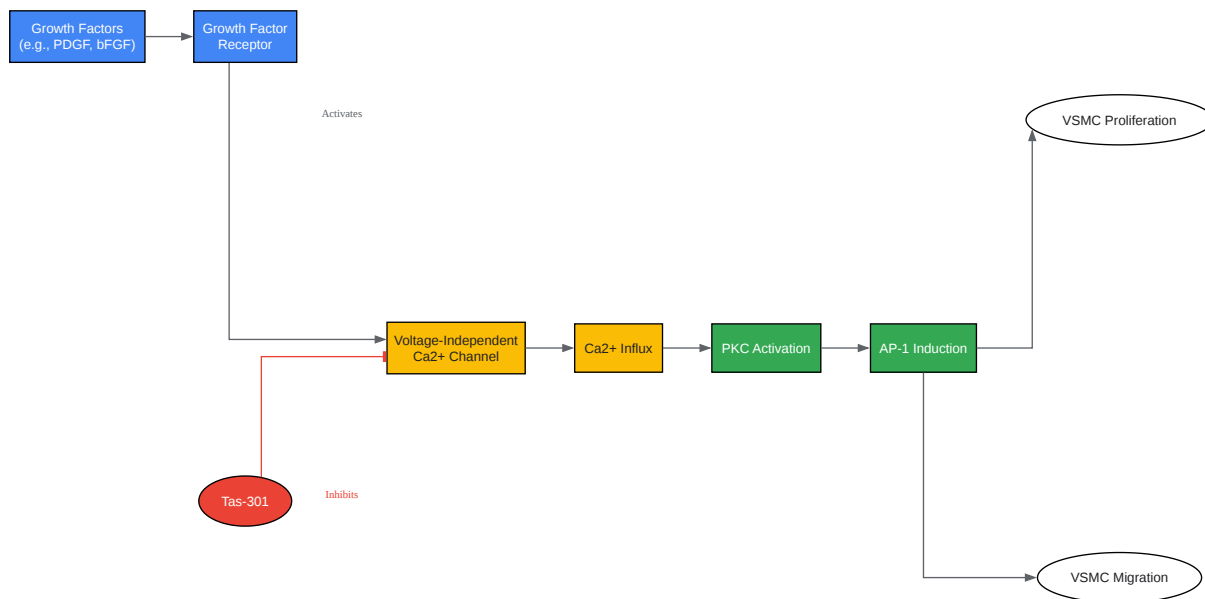 Growth Factors
(e.g., PDGF, bFGF)
Growth Factor
Receptor
Activates
VSMC Proliferation
Voltage-Independent
Ca2+ Channel
Ca2+ Influx
PKC Activation
AP-1 Induction
Tas-301
Inhibits
VSMC Migration